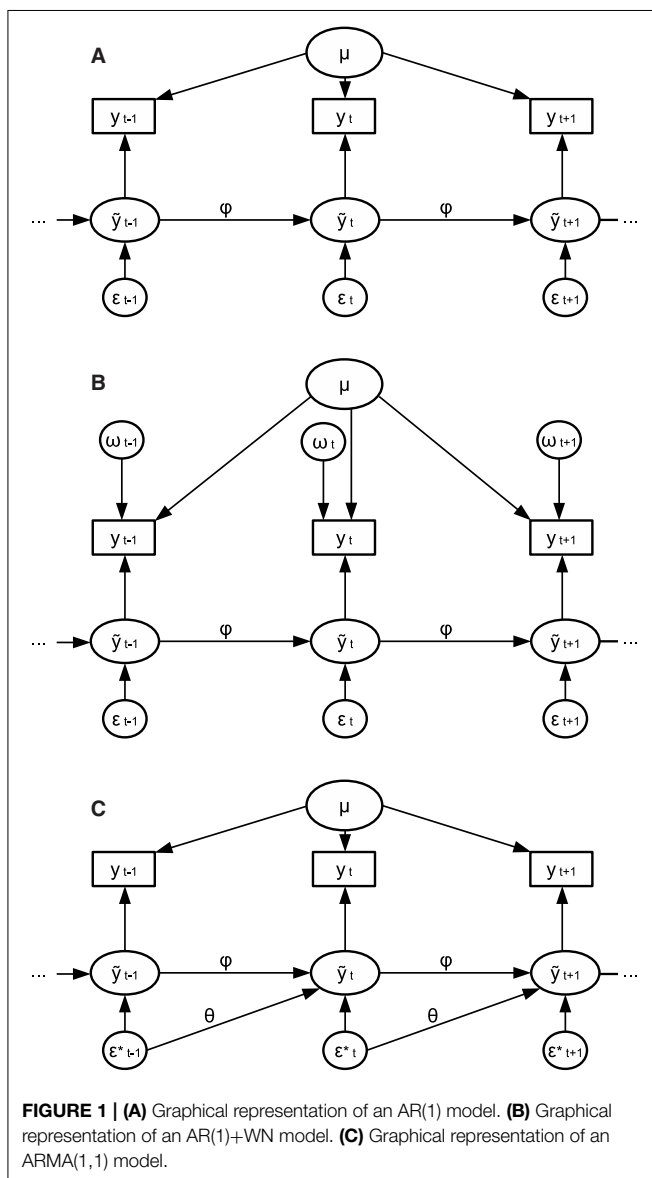 A
μ
y t-1 y t y t+1
... ỹ t-1 φ ỹ t φ ỹ t+1 ...
ε t-1 ε t ε t+1
B
μ
ω t-1 ω t ω t+1
y t-1 y t y t+1
... ỹ t-1 φ ỹ t φ ỹ t+1 ...
ε t-1 ε t ε t+1
C
μ
y t-1 y t y t+1
... ỹ t-1 φ ỹ t φ ỹ t+1 ...
θ θ
ε* t-1 ε* t ε* t+1
FIGURE 1 | (A) Graphical representation of an AR(1) model. (B) Graphical
representation of an AR(1)+WN model. (C) Graphical representation of an
ARMA(1,1) model.